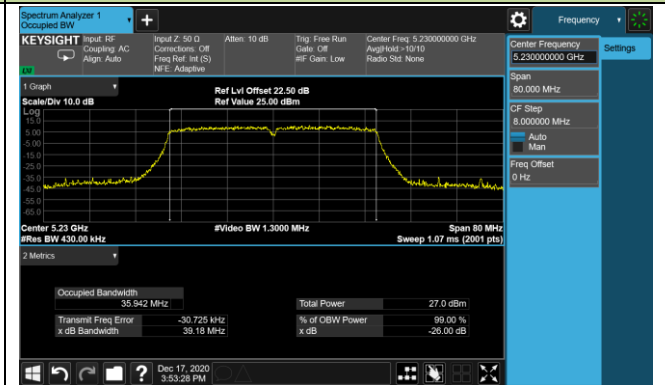 Spectrum Analyzer 1
Occupied BW
Frequency
KEYSIGHT
Input: RF
Coupling: AC
Align: Auto
Input Z: 50 Ω
Corrections: Off
Freq Ref: Int (S)
NFE: Adaptive
Atten: 10 dB
Trig: Free Run
Gate: Off
#IF Gain: Low
Center Freq: 5.230000000 GHz
Avg|Hold:>10/10
Radio Std: None
Center Frequency
5.230000000 GHz
Settings
Span
80.000 MHz
CF Step
8.000000 MHz
Auto
Man
Freq Offset
0 Hz
1 Graph
Scale/Div 10.0 dB
Ref Lvl Offset 22.50 dB
Ref Value 25.00 dBm
Log
15.0
5.00
-5.00
-15.0
-25.0
-35.0
-45.0
-55.0
-65.0
Center 5.23 GHz
#Video BW 1.3000 MHz
Span 80 MHz
#Res BW 430.00 kHz
Sweep 1.07 ms (2001 pts)
2 Metrics
Occupied Bandwidth
35.942 MHz
Total Power 27.0 dBm
Transmit Freq Error -30.725 kHz
% of OBW Power 99.00 %
x dB Bandwidth 39.18 MHz
x dB -26.00 dB
Dec 17, 2020
3:53:28 PM